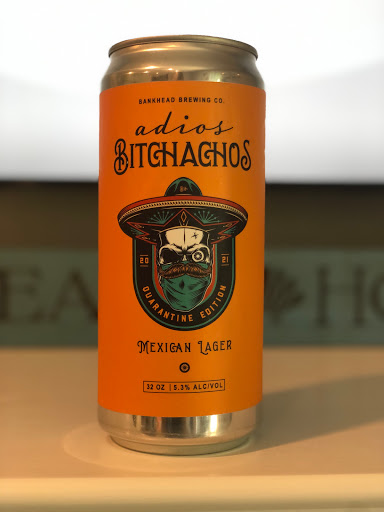 BANKHEAD BREWING CO.
adios
BITCHACHOS
20 21
QUARANTINE EDITION
MEXICAN LAGER
32 OZ | 5.3% ALC/VOL